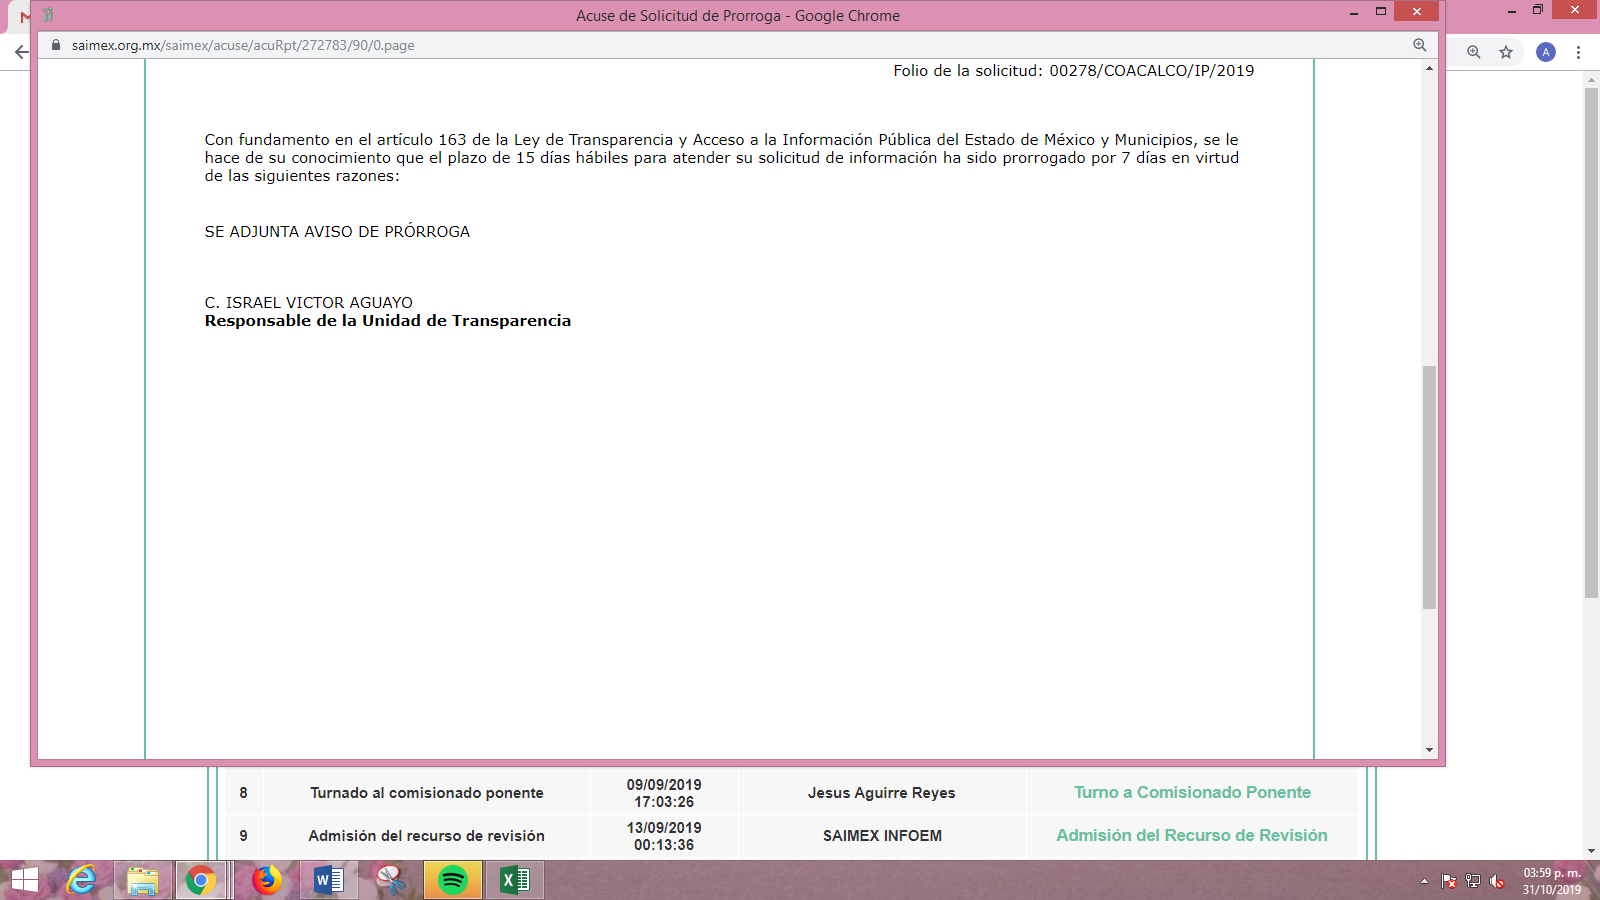 Acuse de Solicitud de Prorroga - Google Chrome
saimex.org.mx/saimex/acuse/acuRpt/272783/90/0.page
A
Folio de la solicitud: 00278/COACALCO/IP/2019
Con fundamento en el artículo 163 de la Ley de Transparencia y Acceso a la Información Pública del Estado de México y Municipios, se le
hace de su conocimiento que el plazo de 15 días hábiles para atender su solicitud de información ha sido prorrogado por 7 días en virtud
de las siguientes razones:
SE ADJUNTA AVISO DE PRÓRROGA
C. ISRAEL VICTOR AGUAYO
Responsable de la Unidad de Transparencia
8 Turnado al comisionado ponente 09/09/2019 17:03:26 Jesus Aguirre Reyes Turno a Comisionado Ponente
9 Admisión del recurso de revisión 13/09/2019 00:13:36 SAIMEX INFOEM Admisión del Recurso de Revisión
03:59 p. m.
31/10/2019